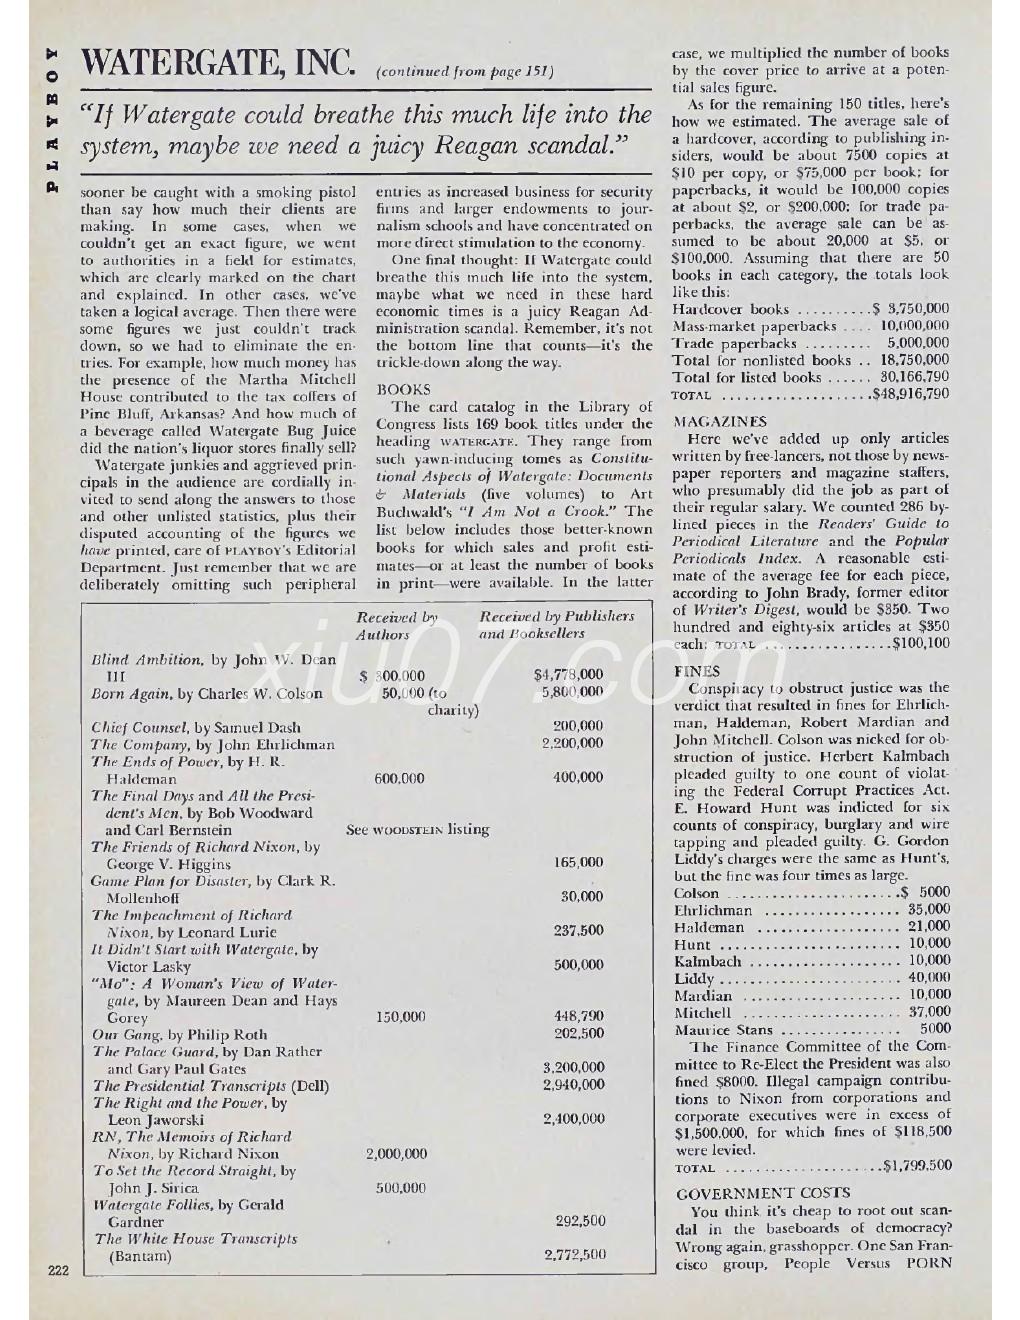 PLAYBOY
WATERGATE, INC. (continued from page 151)
"If Watergate could breathe this much life into the
system, maybe we need a juicy Reagan scandal."
sooner be caught with a smoking pistol
than say how much their clients are
making. In some cases, when we
couldn't get an exact figure, we went
to authorities in a field for estimates,
which are clearly marked on the chart
and explained. In other cases, we've
taken a logical average. Then there were
some figures we just couldn't track
down, so we had to eliminate the en-
tries. For example, how much money has
the presence of the Martha Mitchell
House contributed to the tax coffers of
Pine Bluff, Arkansas? And how much of
a beverage called Watergate Bug Juice
did the nation's liquor stores finally sell?
Watergate junkies and aggrieved prin-
cipals in the audience are cordially in-
vited to send along the answers to those
and other unlisted statistics, plus their
disputed accounting of the figures we
have printed, care of PLAYBOY's Editorial
Department. Just remember that we are
deliberately omitting such peripheral
entries as increased business for security
firms and larger endowments to jour-
nalism schools and have concentrated on
more direct stimulation to the economy.
One final thought: If Watergate could
breathe this much life into the system,
maybe what we need in these hard
economic times is a juicy Reagan Ad-
ministration scandal. Remember, it's not
the bottom line that counts—it's the
trickle-down along the way.
BOOKS
The card catalog in the Library of
Congress lists 169 book titles under the
heading WATERGATE. They range from
such yawn-inducing tomes as Constitu-
tional Aspects of Watergate: Documents
& Materials (five volumes) to Art
Buchwald's "I Am Not a Crook." The
list below includes those better-known
books for which sales and profit esti-
mates—or at least the number of books
in print—were available. In the latter
Received by Received by Publishers
Authors and Booksellers
Blind Ambition, by John W. Dean
III $ 300,000 $4,778,000
Born Again, by Charles W. Colson 50,000 (to 5,800,000
charity)
Chief Counsel, by Samuel Dash 200,000
The Company, by John Ehrlichman 2,200,000
The Ends of Power, by H. R.
Haldeman 600,000 400,000
The Final Days and All the Presi-
dent's Men, by Bob Woodward
and Carl Bernstein See WOODSTEIN listing
The Friends of Richard Nixon, by
George V. Higgins 165,000
Game Plan for Disaster, by Clark R.
Mollenhoff 30,000
The Impeachment of Richard
Nixon, by Leonard Lurie 237,500
It Didn't Start with Watergate, by
Victor Lasky 500,000
"Mo": A Woman's View of Water-
gate, by Maureen Dean and Hays
Gorey 150,000 448,790
Our Gang, by Philip Roth 202,500
The Palace Guard, by Dan Rather
and Gary Paul Gates 3,200,000
The Presidential Transcripts (Dell) 2,940,000
The Right and the Power, by
Leon Jaworski 2,400,000
RN, The Memoirs of Richard
Nixon, by Richard Nixon 2,000,000
To Set the Record Straight, by
John J. Sirica 500,000
Watergate Follies, by Gerald
Gardner 292,500
The White House Transcripts
(Bantam) 2,772,500
case, we multiplied the number of books
by the cover price to arrive at a poten-
tial sales figure.
As for the remaining 150 titles, here's
how we estimated. The average sale of
a hardcover, according to publishing in-
siders, would be about 7500 copies at
$10 per copy, or $75,000 per book; for
paperbacks, it would be 100,000 copies
at about $2, or $200,000; for trade pa-
perbacks, the average sale can be as-
sumed to be about 20,000 at $5, or
$100,000. Assuming that there are 50
books in each category, the totals look
like this:
Hardcover books ..........$ 3,750,000
Mass-market paperbacks .... 10,000,000
Trade paperbacks ......... 5,000,000
Total for nonlisted books .. 18,750,000
Total for listed books ...... 30,166,790
TOTAL ....................$48,916,790
MAGAZINES
Here we've added up only articles
written by free-lancers, not those by news-
paper reporters and magazine staffers,
who presumably did the job as part of
their regular salary. We counted 286 by-
lined pieces in the Readers' Guide to
Periodical Literature and the Popular
Periodicals Index. A reasonable esti-
mate of the average fee for each piece,
according to John Brady, former editor
of Writer's Digest, would be $350. Two
hundred and eighty-six articles at $350
each: TOTAL .................$100,100
FINES
Conspiracy to obstruct justice was the
verdict that resulted in fines for Ehrlich-
man, Haldeman, Robert Mardian and
John Mitchell. Colson was nicked for ob-
struction of justice. Herbert Kalmbach
pleaded guilty to one count of violat-
ing the Federal Corrupt Practices Act.
E. Howard Hunt was indicted for six
counts of conspiracy, burglary and wire
tapping and pleaded guilty. G. Gordon
Liddy's charges were the same as Hunt's,
but the fine was four times as large.
Colson .......................$ 5000
Ehrlichman .................. 35,000
Haldeman ................... 21,000
Hunt ........................ 10,000
Kalmbach .................... 10,000
Liddy........................ 40,000
Mardian ..................... 10,000
Mitchell ..................... 37,000
Maurice Stans ................ 5000
The Finance Committee of the Com-
mittee to Re-Elect the President was also
fined $8000. Illegal campaign contribu-
tions to Nixon from corporations and
corporate executives were in excess of
$1,500,000, for which fines of $118,500
were levied.
TOTAL .....................$1,799,500
GOVERNMENT COSTS
You think it's cheap to root out scan-
dal in the baseboards of democracy?
Wrong again, grasshopper. One San Fran-
cisco group, People Versus PORN
222
xiu07.com